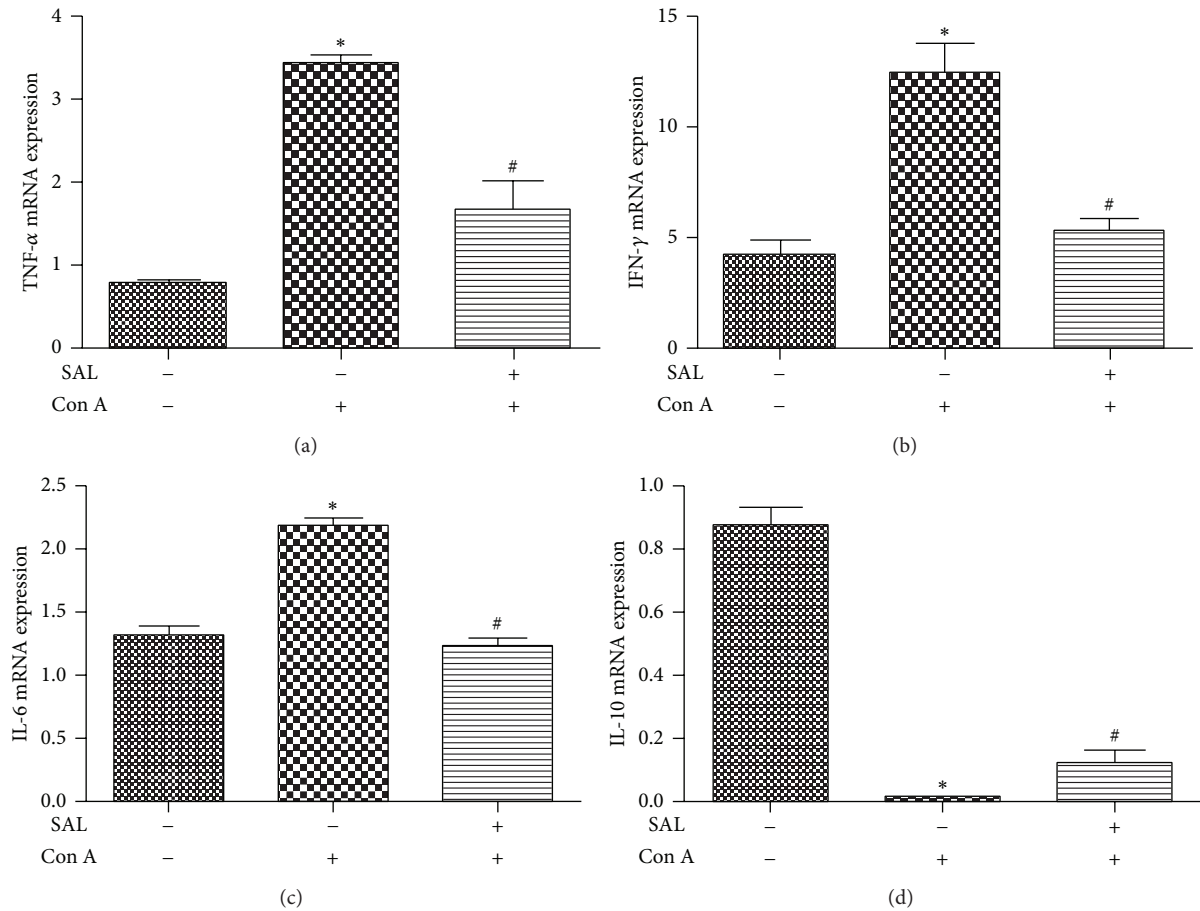 4
3
2
1
0
TNF-α mRNA expression
*
#
SAL − − +
Con A − + +
(a)
15
10
5
0
IFN-γ mRNA expression
*
#
SAL − − +
Con A − + +
(b)
2.5
2.0
1.5
1.0
0.5
0.0
IL-6 mRNA expression
*
#
SAL − − +
Con A − + +
(c)
1.0
0.8
0.6
0.4
0.2
0.0
IL-10 mRNA expression
*
#
SAL − − +
Con A − + +
(d)